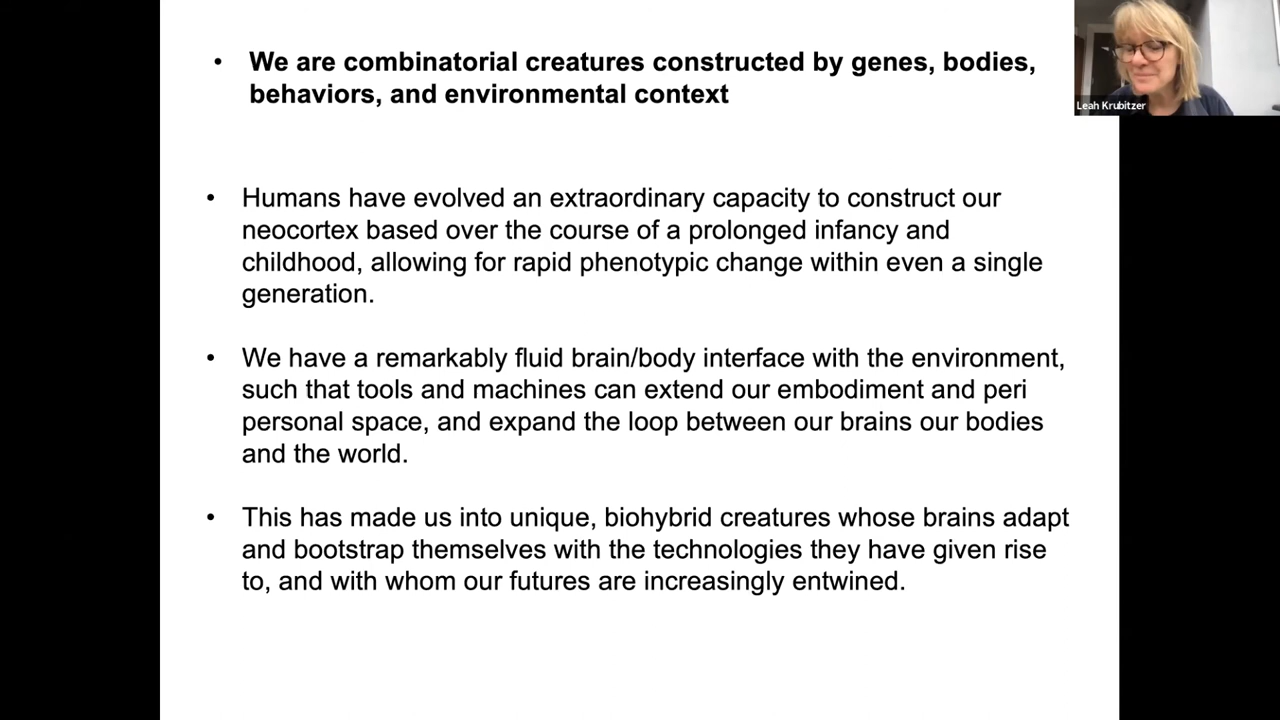 • We are combinatorial creatures constructed by genes, bodies,
behaviors, and environmental context
• Humans have evolved an extraordinary capacity to construct our
neocortex based over the course of a prolonged infancy and
childhood, allowing for rapid phenotypic change within even a single
generation.
• We have a remarkably fluid brain/body interface with the environment,
such that tools and machines can extend our embodiment and peri
personal space, and expand the loop between our brains our bodies
and the world.
• This has made us into unique, biohybrid creatures whose brains adapt
and bootstrap themselves with the technologies they have given rise
to, and with whom our futures are increasingly entwined.
Leah Krubitzer